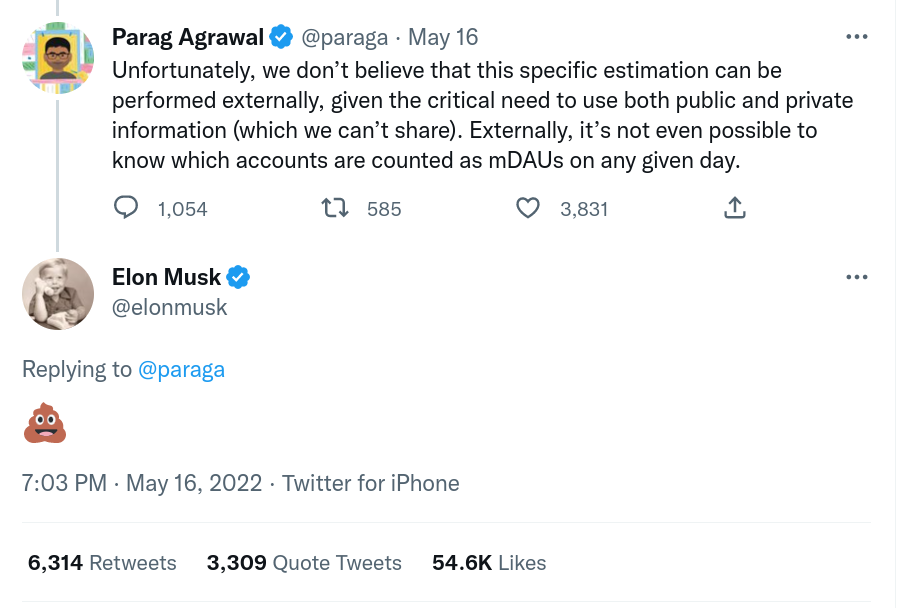 Parag Agrawal @paraga · May 16
Unfortunately, we don’t believe that this specific estimation can be
performed externally, given the critical need to use both public and private
information (which we can’t share). Externally, it’s not even possible to
know which accounts are counted as mDAUs on any given day.
1,054 585 3,831
Elon Musk
@elonmusk
Replying to @paraga
💩
7:03 PM · May 16, 2022 · Twitter for iPhone
6,314 Retweets 3,309 Quote Tweets 54.6K Likes